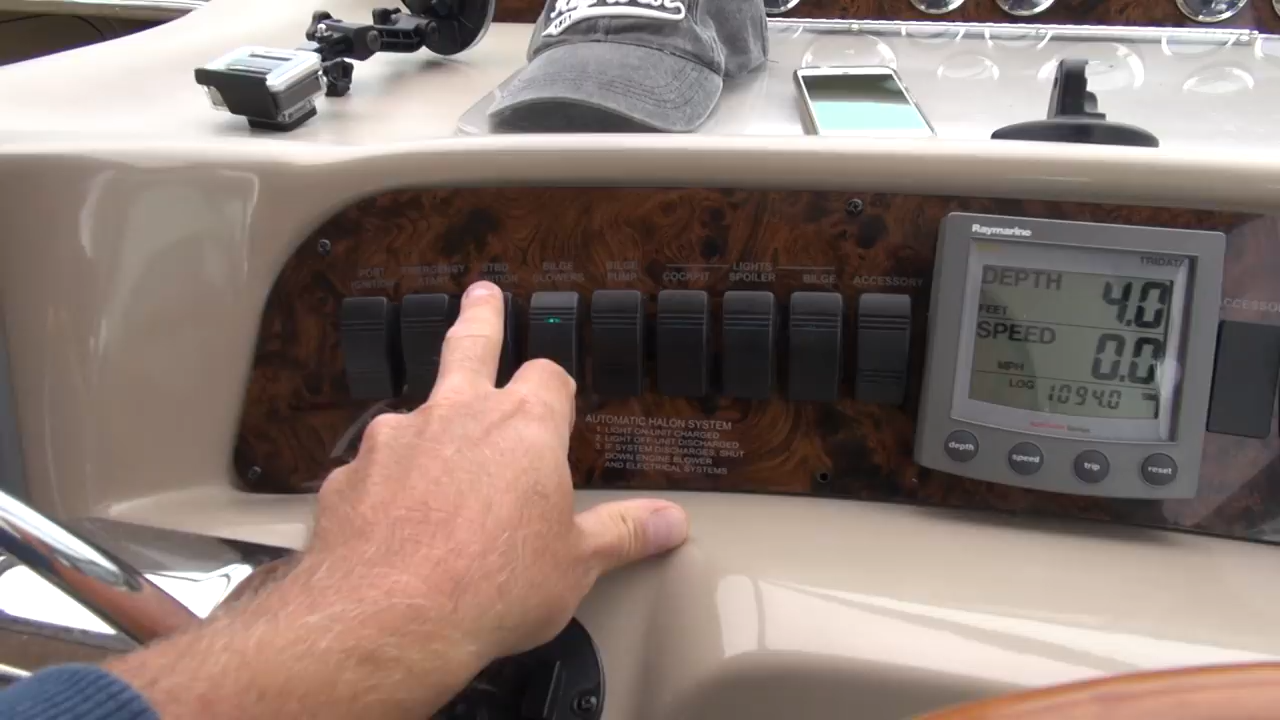 Raymarine
TRIDATA
DEPTH 4.0
FEET
SPEED 0.0
MPH
LOG 1094.0
depth speed trip reset
PORT
IGNITION
EMERGENCY
START
STBD
BILGE
BLOWERS
BILGE
PUMP
LIGHTS
COCKPIT SPOILER BILGE
ACCESSORY
AUTOMATIC HALON SYSTEM
1. LIGHT ON-UNIT CHARGED
2. LIGHT OFF-UNIT DISCHARGED
3. IF SYSTEM DISCHARGES, SHUT
DOWN ENGINE BLOWER
AND ELECTRICAL SYSTEMS